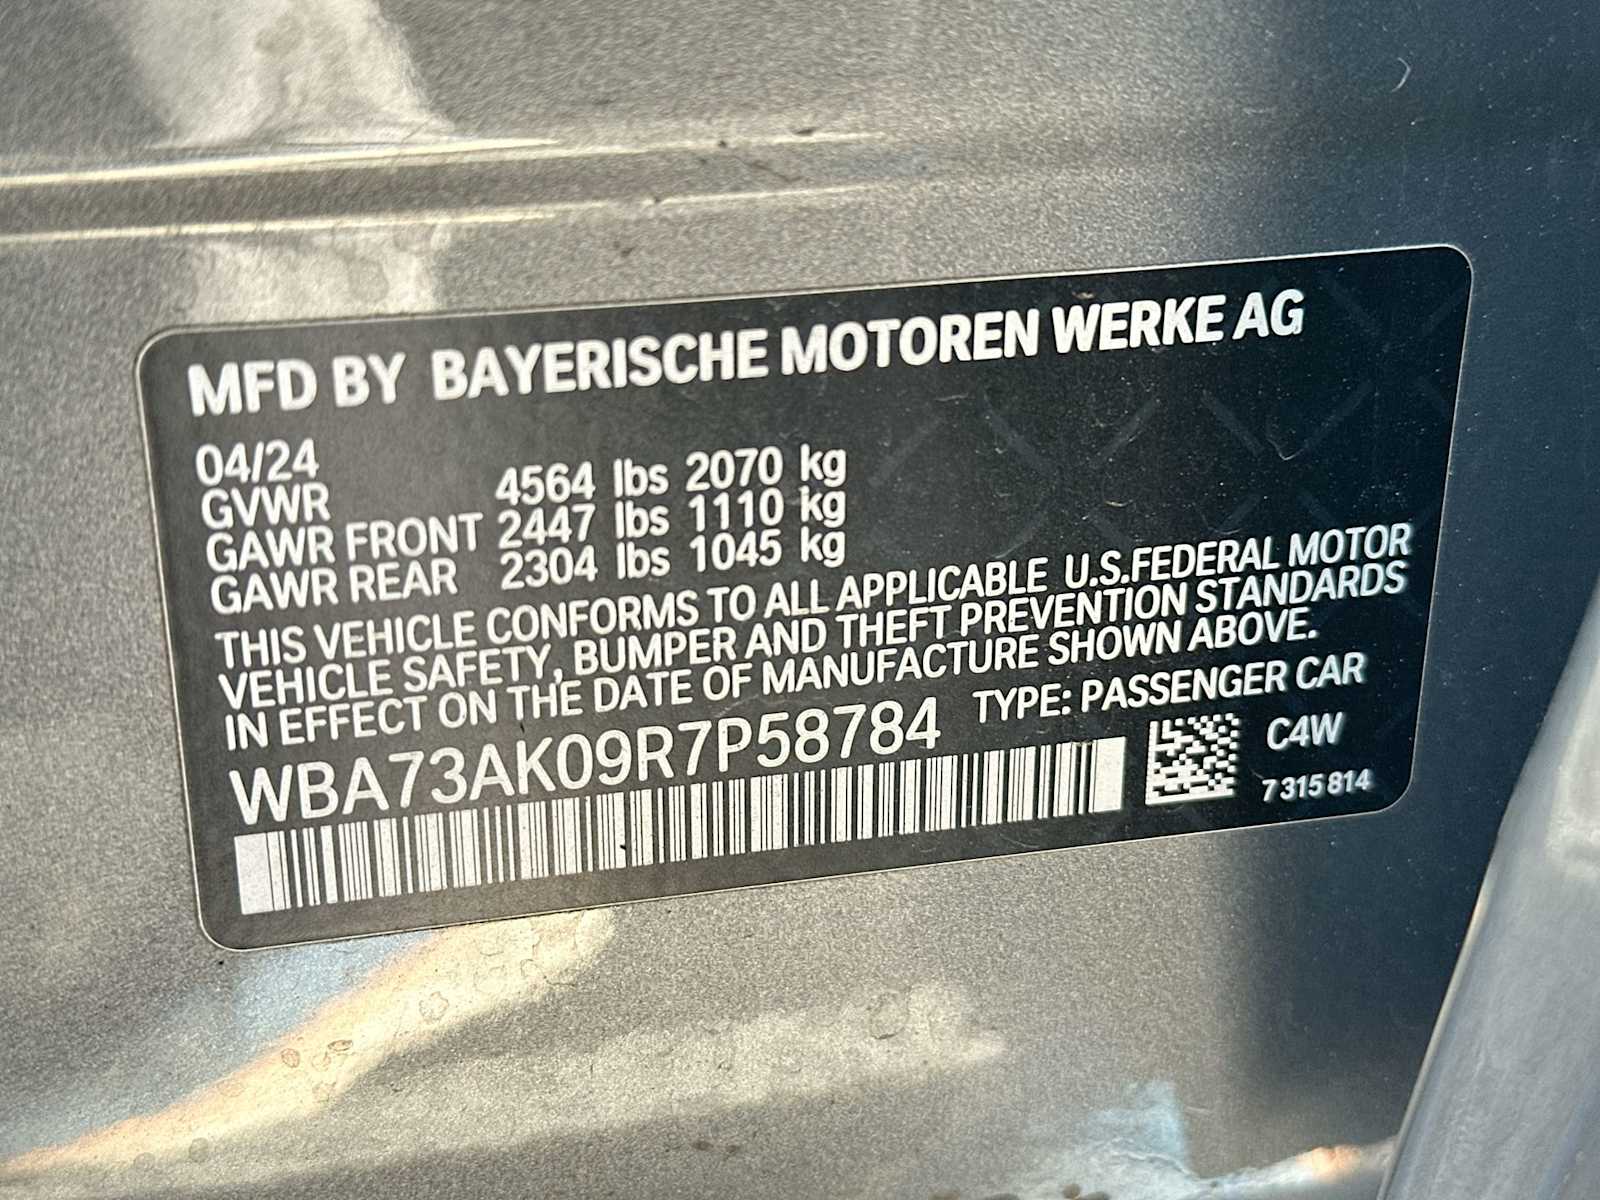 MFD BY BAYERISCHE MOTOREN WERKE AG
04/24
GVWR 4564 lbs 2070 kg
GAWR FRONT 2447 lbs 1110 kg
GAWR REAR 2304 lbs 1045 kg
THIS VEHICLE CONFORMS TO ALL APPLICABLE U.S.FEDERAL MOTOR
VEHICLE SAFETY, BUMPER AND THEFT PREVENTION STANDARDS
IN EFFECT ON THE DATE OF MANUFACTURE SHOWN ABOVE.
WBA73AK09R7P58784 TYPE: PASSENGER CAR
C4W
7 315 814